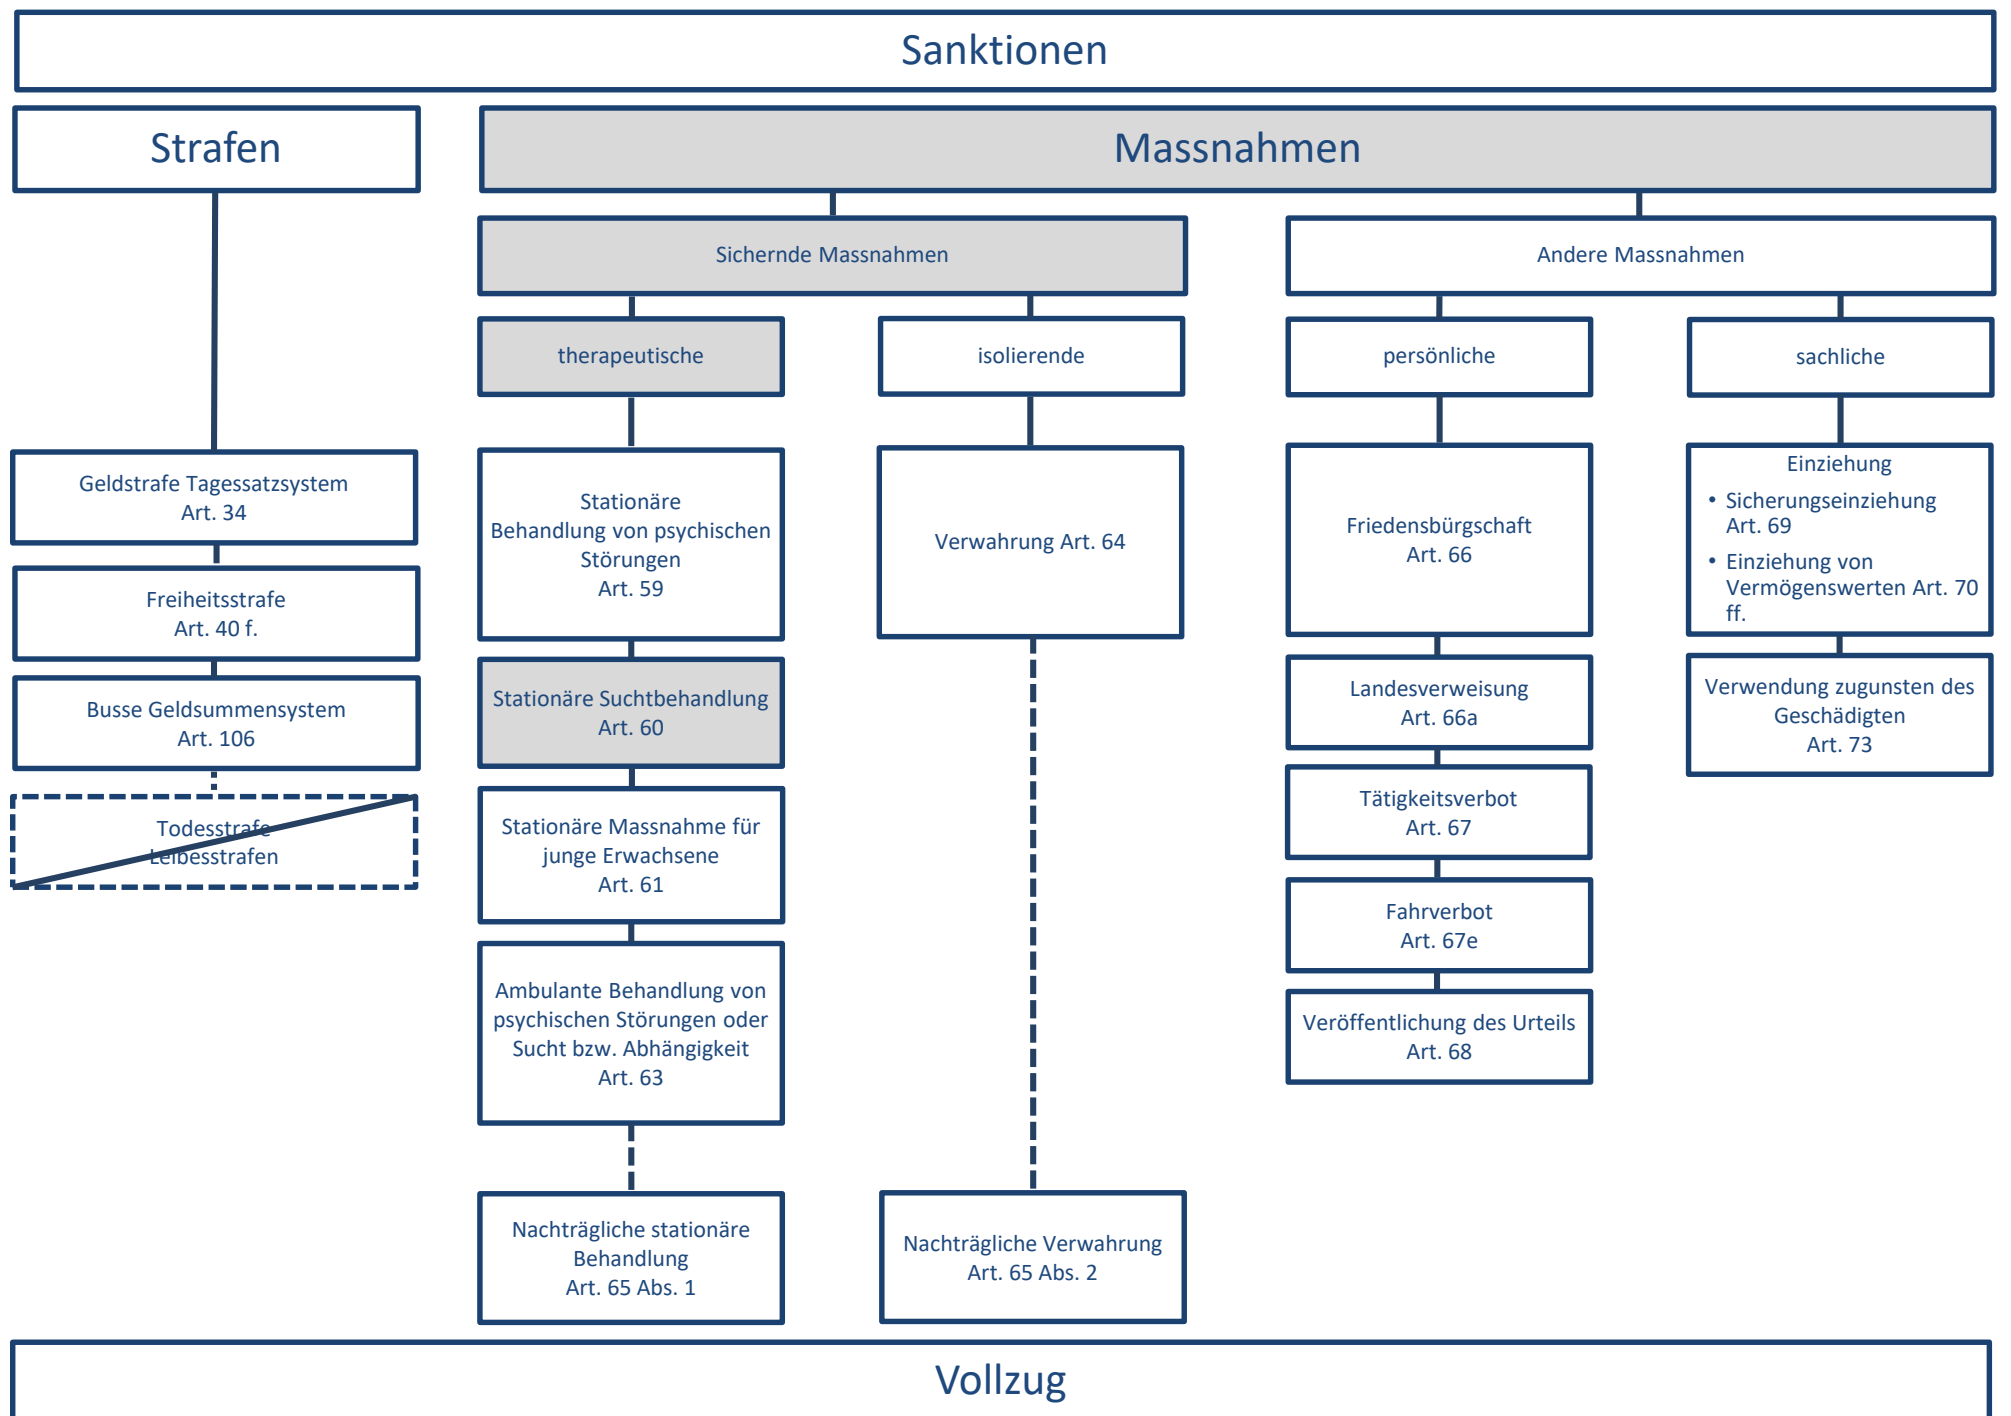 Sanktionen
Strafen
Massnahmen
Sichernde Massnahmen
Andere Massnahmen
therapeutische
isolierende
persönliche
sachliche
Geldstrafe Tagessatzsystem
Art. 34
Freiheitsstrafe
Art. 40 f.
Busse Geldsummensystem
Art. 106
Todesstrafe
Leibesstrafen
Stationäre
Behandlung von psychischen
Störungen
Art. 59
Stationäre Suchtbehandlung
Art. 60
Stationäre Massnahme für
junge Erwachsene
Art. 61
Ambulante Behandlung von
psychischen Störungen oder
Sucht bzw. Abhängigkeit
Art. 63
Nachträgliche stationäre
Behandlung
Art. 65 Abs. 1
Verwahrung Art. 64
Nachträgliche Verwahrung
Art. 65 Abs. 2
Friedensbürgschaft
Art. 66
Landesverweisung
Art. 66a
Tätigkeitsverbot
Art. 67
Fahrverbot
Art. 67e
Veröffentlichung des Urteils
Art. 68
Einziehung
• Sicherungseinziehung
Art. 69
• Einziehung von
Vermögenswerten Art. 70
ff.
Verwendung zugunsten des
Geschädigten
Art. 73
Vollzug